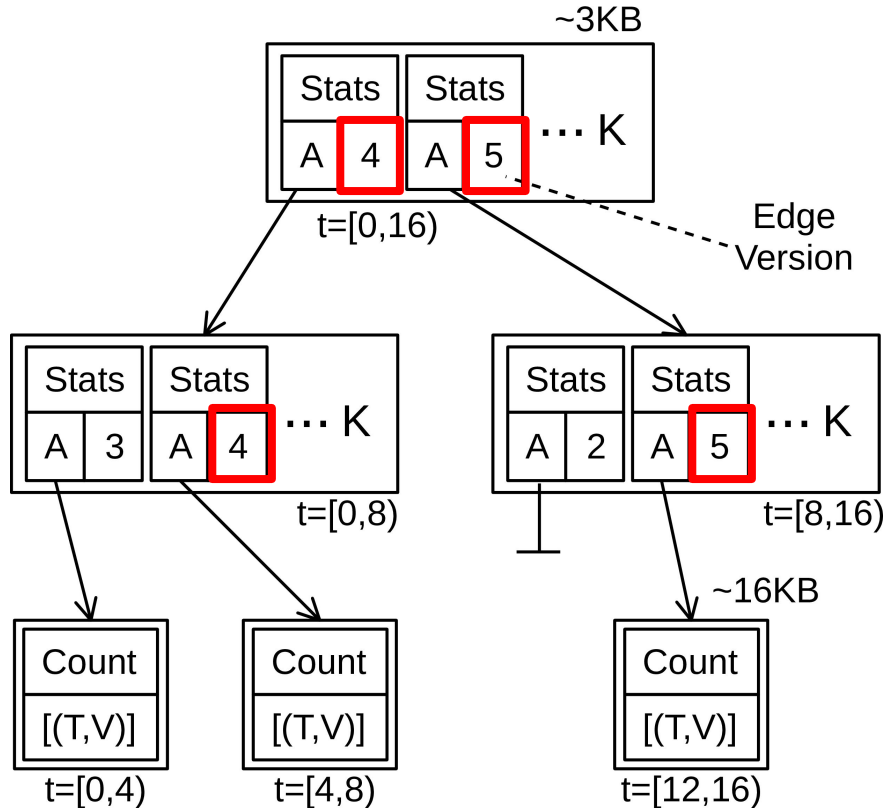 ~3KB
Stats Stats
A 4 A 5 ... K
t=[0,16)
Edge
Version
Stats Stats
A 3 A 4 ... K
t=[0,8)
Stats Stats
A 2 A 5 ... K
t=[8,16)
~16KB
Count
[(T,V)]
t=[0,4)
Count
[(T,V)]
t=[4,8)
Count
[(T,V)]
t=[12,16)